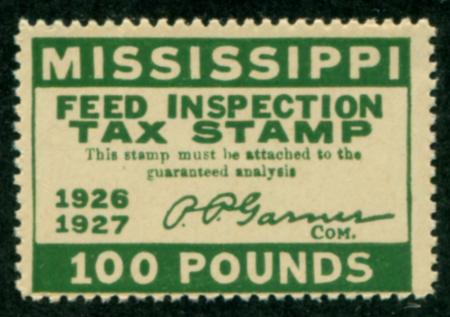 MISSISSIPPI
FEED INSPECTION
TAX STAMP
This stamp must be attached to the
guaranteed analysis
1926
1927
P. P. Garner
COM.
100 POUNDS